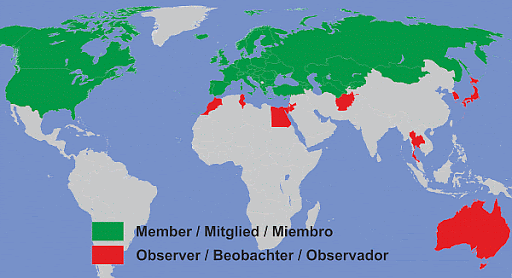 Member / Mitglied / Miembro
Observer / Beobachter / Observador